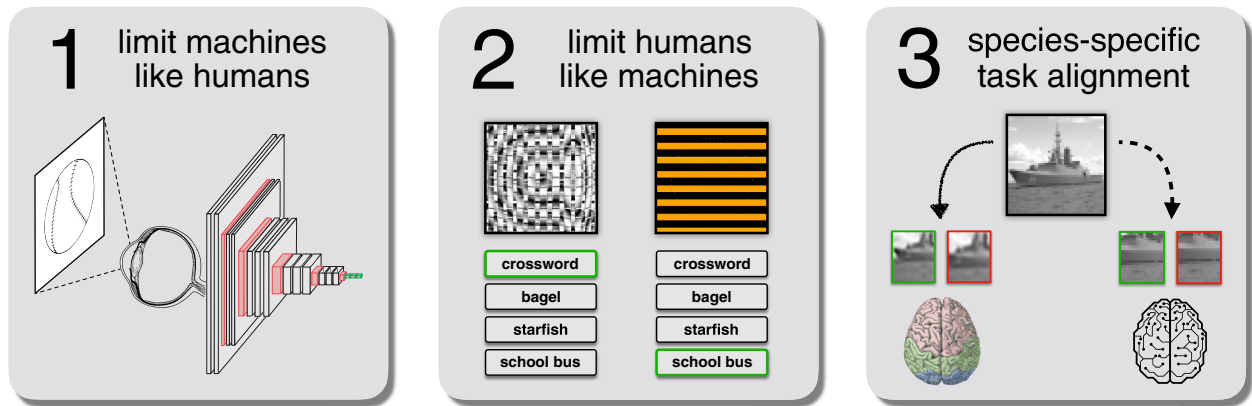 1
limit machines
like humans
2
limit humans
like machines
crossword
bagel
starfish
school bus
crossword
bagel
starfish
school bus
3
species-specific
task alignment